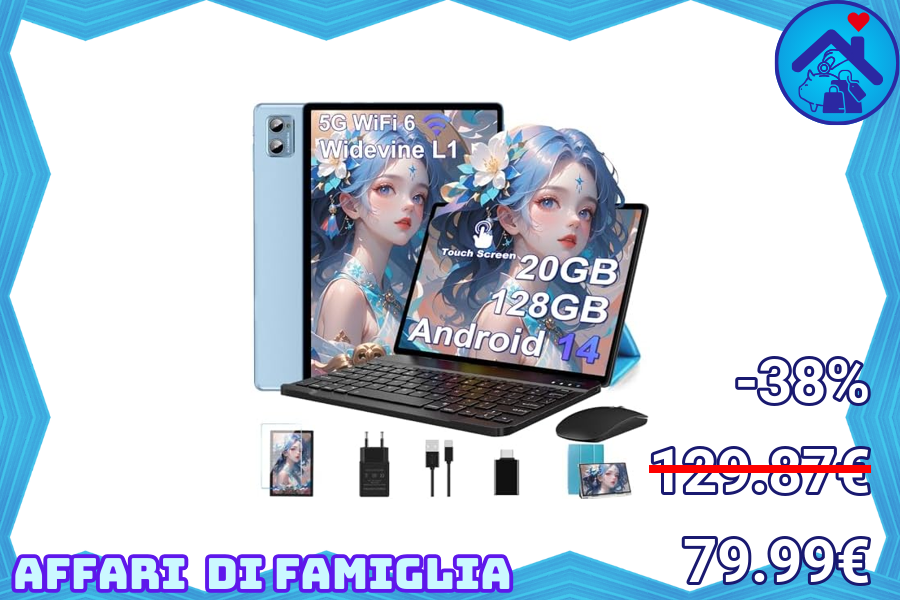 5G WiFi 6
Widevine L1
Touch Screen
20GB
128GB
Android 14
-38%
129.87€
79.99€
AFFARI DI FAMIGLIA